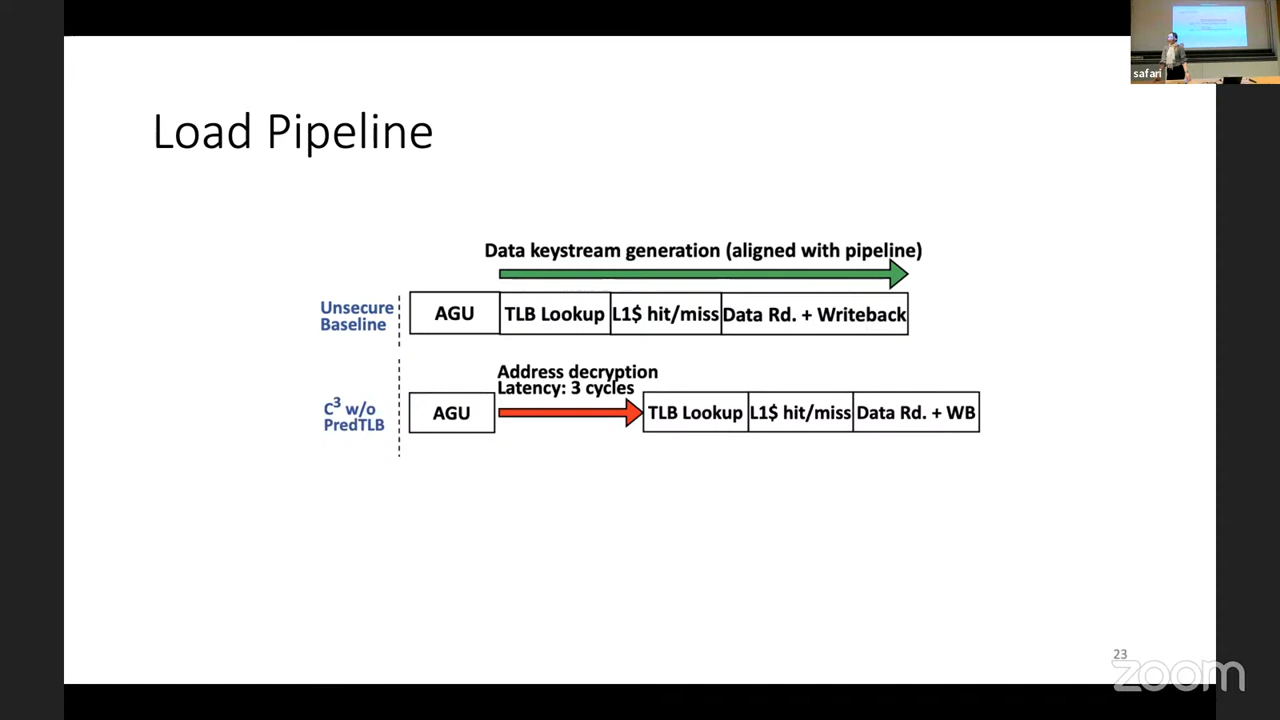 safari
Load Pipeline
Data keystream generation (aligned with pipeline)
Unsecure
Baseline
AGU
TLB Lookup
L1$ hit/miss
Data Rd. + Writeback
Address decryption
Latency: 3 cycles
C³ w/o
PredTLB
AGU
TLB Lookup
L1$ hit/miss
Data Rd. + WB
23
zoom